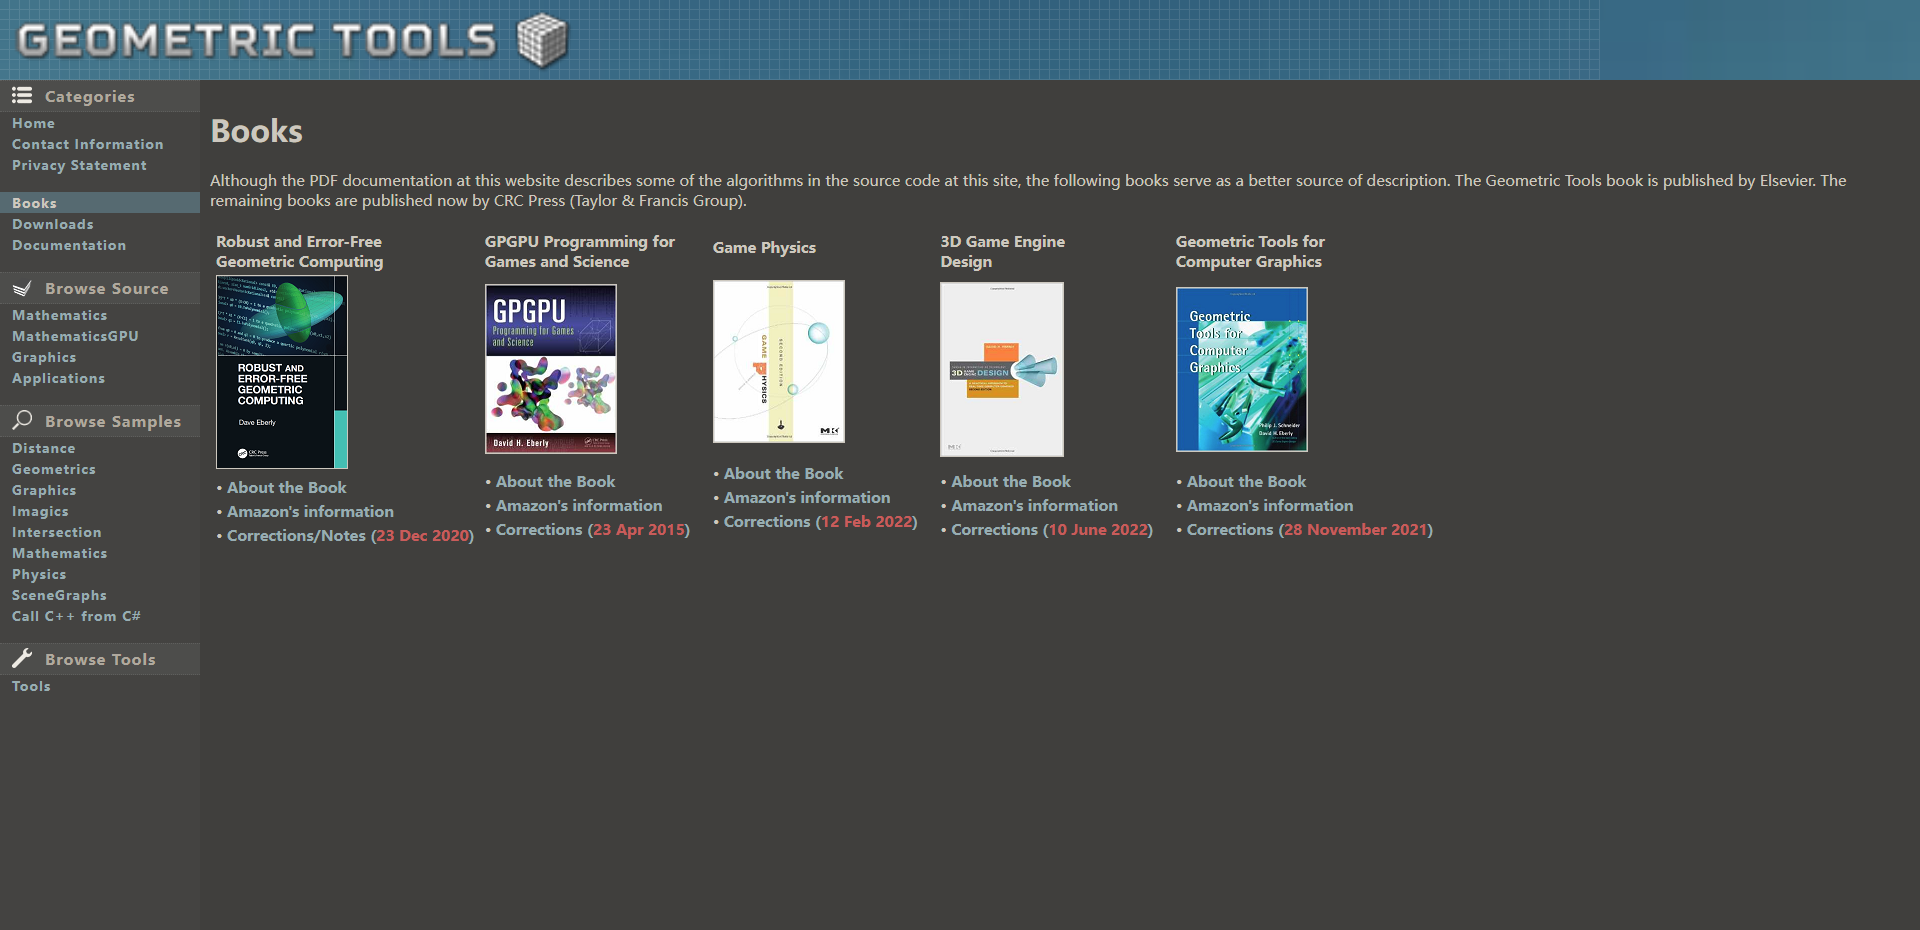 GEOMETRIC TOOLS
Categories
Home
Contact Information
Privacy Statement
Books
Downloads
Documentation
Browse Source
Mathematics
MathematicsGPU
Graphics
Applications
Browse Samples
Distance
Geometrics
Graphics
Imagics
Intersection
Mathematics
Physics
SceneGraphs
Call C++ from C#
Browse Tools
Tools
Books
Although the PDF documentation at this website describes some of the algorithms in the source code at this site, the following books serve as a better source of description. The Geometric Tools book is published by Elsevier. The
remaining books are published now by CRC Press (Taylor & Francis Group).
Robust and Error-Free
Geometric Computing
ROBUST AND
ERROR-FREE
GEOMETRIC
COMPUTING
Dave Eberly
CRC Press
• About the Book
• Amazon's information
• Corrections/Notes (23 Dec 2020)
GPGPU Programming for
Games and Science
GPGPU
Programming for Games
and Science
David H. Eberly
• About the Book
• Amazon's information
• Corrections (23 Apr 2015)
Game Physics
GAME PHYSICS
SECOND EDITION
• About the Book
• Amazon's information
• Corrections (12 Feb 2022)
3D Game Engine
Design
3D GAME ENGINE DESIGN
• About the Book
• Amazon's information
• Corrections (10 June 2022)
Geometric Tools for
Computer Graphics
Geometric
Tools for
Computer
Graphics
Philip J. Schneider
David H. Eberly
• About the Book
• Amazon's information
• Corrections (28 November 2021)